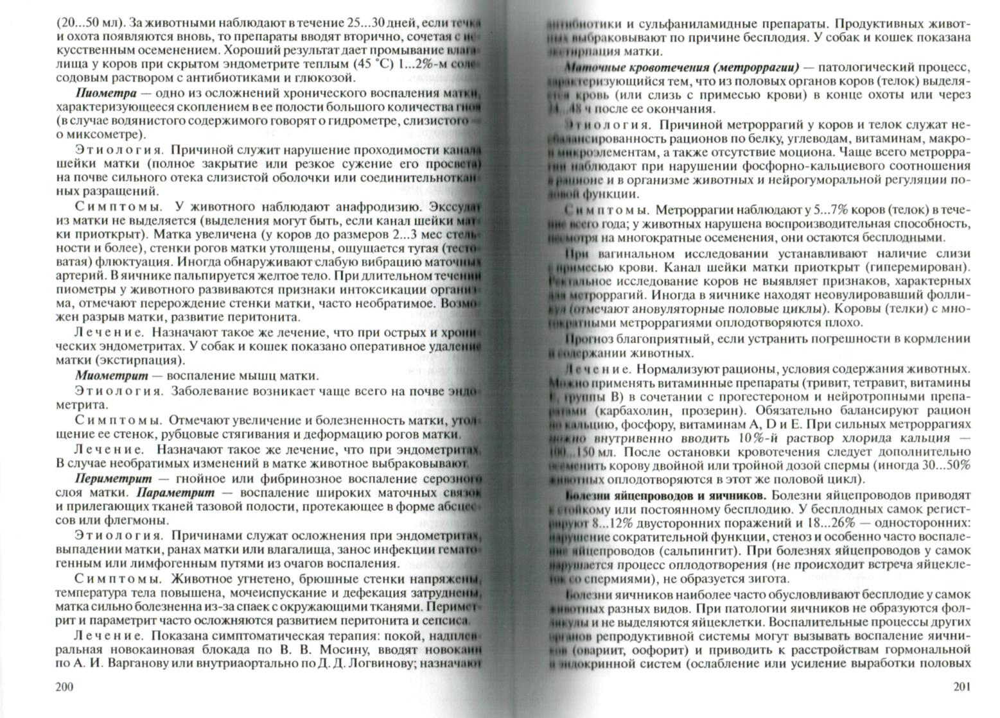 (20...50 мл). За животными наблюдают в течение 25...30 дней, если течка
и охота появляются вновь, то препараты вводят вторично, сочетая с ис-
кусственным осеменением. Хороший результат дает промывание влага-
лища у коров при скрытом эндометрите теплым (45 °С) 1...2%-м соле-
содовым раствором с антибиотиками и глюкозой.
Пиометра — одно из осложнений хронического воспаления матки,
характеризующееся скоплением в ее полости большого количества гноя
(в случае водянистого содержимого говорят о гидрометре, слизистого —
о миксометре).
Этиология. Причиной служит нарушение проходимости канала
шейки матки (полное закрытие или резкое сужение его просвета)
на почве сильного отека слизистой оболочки или соединительноткан-
ных разращений.
Симптомы. У животного наблюдают анафродизию. Экссудат
из матки не выделяется (выделения могут быть, если канал шейки мат-
ки приоткрыт). Матка увеличена (у коров до размеров 2...3 мес стель-
ности и более), стенки рогов матки утолщены, ощущается тугая (тесто-
ватая) флюктуация. Иногда обнаруживают слабую вибрацию маточных
артерий. В яичнике пальпируется желтое тело. При длительном течении
пиометры у животного развиваются признаки интоксикации организ-
ма, отмечают перерождение стенки матки, часто необратимое. Возмо-
жен разрыв матки, развитие перитонита.
Лечение. Назначают такое же лечение, что при острых и хрони-
ческих эндометритах. У собак и кошек показано оперативное удаление
матки (экстирпация).
Миометрит — воспаление мышц матки.
Этиология. Заболевание возникает чаще всего на почве эндо-
метрита.
Симптомы. Отмечают увеличение и болезненность матки, утол-
щение ее стенок, рубцовые стягивания и деформацию рогов матки.
Лечение. Назначают такое же лечение, что при эндометритах.
В случае необратимых изменений в матке животное выбраковывают.
Периметрит — гнойное или фибринозное воспаление серозного
слоя матки. Параметрит — воспаление широких маточных связок
и прилегающих тканей тазовой полости, протекающее в форме абсцес-
сов или флегмоны.
Этиология. Причинами служат осложнения при эндометритах,
выпадении матки, ранах матки или влагалища, занос инфекции гемато-
генным или лимфогенным путями из очагов воспаления.
Симптомы. Животное угнетено, брюшные стенки напряжены,
температура тела повышена, мочеиспускание и дефекация затруднены,
матка сильно болезненна из-за спаек с окружающими тканями. Перимет-
рит и параметрит часто осложняются развитием перитонита и сепсиса.
Лечение. Показана симптоматическая терапия: покой, надплев-
ральная новокаиновая блокада по В. В. Мосину, вводят новокаин
по А. И. Варганову или внутриаортально по Д. Д. Логвинову; назначают
200
антибиотики и сульфаниламидные препараты. Продуктивных живот-
ных выбраковывают по причине бесплодия. У собак и кошек показана
экстирпация матки.
Маточные кровотечения (метроррагии) — патологический процесс,
характеризующийся тем, что из половых органов коров (телок) выделя-
ется кровь (или слизь с примесью крови) в конце охоты или через
24...48 ч после ее окончания.
Этиология. Причиной метроррагий у коров и телок служат не-
сбалансированность рационов по белку, углеводам, витаминам, макро-
и микроэлементам, а также отсутствие моциона. Чаще всего метрорра-
гии наблюдают при нарушении фосфорно-кальциевого соотношения
в рационе и в организме животных и нейрогуморальной регуляции по-
ловой функции.
Симптомы. Метроррагии наблюдают у 5...7% коров (телок) в тече-
ние всего года; у животных нарушена воспроизводительная способность,
несмотря на многократные осеменения, они остаются бесплодными.
При вагинальном исследовании устанавливают наличие слизи
с примесью крови. Канал шейки матки приоткрыт (гиперемирован).
Ректальное исследование коров не выявляет признаков, характерных
для метроррагий. Иногда в яичнике находят неовулировавший фолли-
кул (отмечают ановуляторные половые циклы). Коровы (телки) с мно-
гократными метроррагиями оплодотворяются плохо.
Прогноз благоприятный, если устранить погрешности в кормлении
и содержании животных.
Лечение. Нормализуют рационы, условия содержания животных.
Можно применять витаминные препараты (тривит, тетравит, витамины
группы В) в сочетании с прогестероном и нейротропными препа-
ратами (карбахолин, прозерин). Обязательно балансируют рацион
по кальцию, фосфору, витаминам А, D и Е. При сильных метроррагиях
можно внутривенно вводить 10%-й раствор хлорида кальция —
100...150 мл. После остановки кровотечения следует дополнительно
осеменить корову двойной или тройной дозой спермы (иногда 30...50%
животных оплодотворяются в этот же половой цикл).
Болезни яйцепроводов и яичников. Болезни яйцепроводов приводят
к стойкому или постоянному бесплодию. У бесплодных самок регист-
рируют 8...12% двусторонних поражений и 18...26% — односторонних:
нарушение сократительной функции, стеноз и особенно часто воспале-
ние яйцепроводов (сальпингит). При болезнях яйцепроводов у самок
нарушается процесс оплодотворения (не происходит встреча яйцекле-
ток со спермиями), не образуется зигота.
Болезни яичников наиболее часто обусловливают бесплодие у самок
животных разных видов. При патологии яичников не образуются фол-
ликулы и не выделяются яйцеклетки. Воспалительные процессы других
органов репродуктивной системы могут вызывать воспаление яични-
ков (овариит, оофорит) и приводить к расстройствам гормональной
и эндокринной систем (ослабление или усиление выработки половых
201